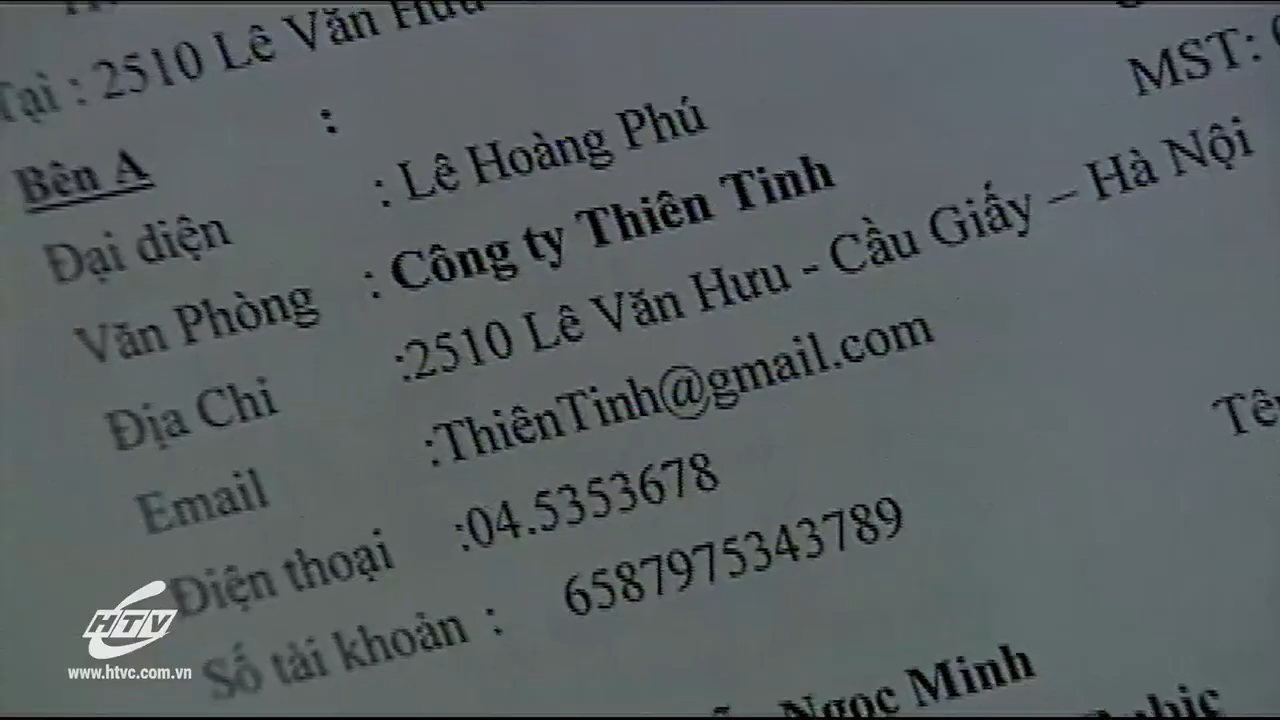 Tại : 2510 Lê Văn Hưu
Bên A :
Đại diện : Lê Hoàng Phú
MST:
Văn Phòng : Công ty Thiên Tinh
Địa Chi :2510 Lê Văn Hưu - Cầu Giấy – Hà Nội
Email :ThiênTinh@gmail.com
Điện thoại :04.5353678
Số tài khoản : 6587975343789
Ngọc Minh
HTV
www.htvc.com.vn